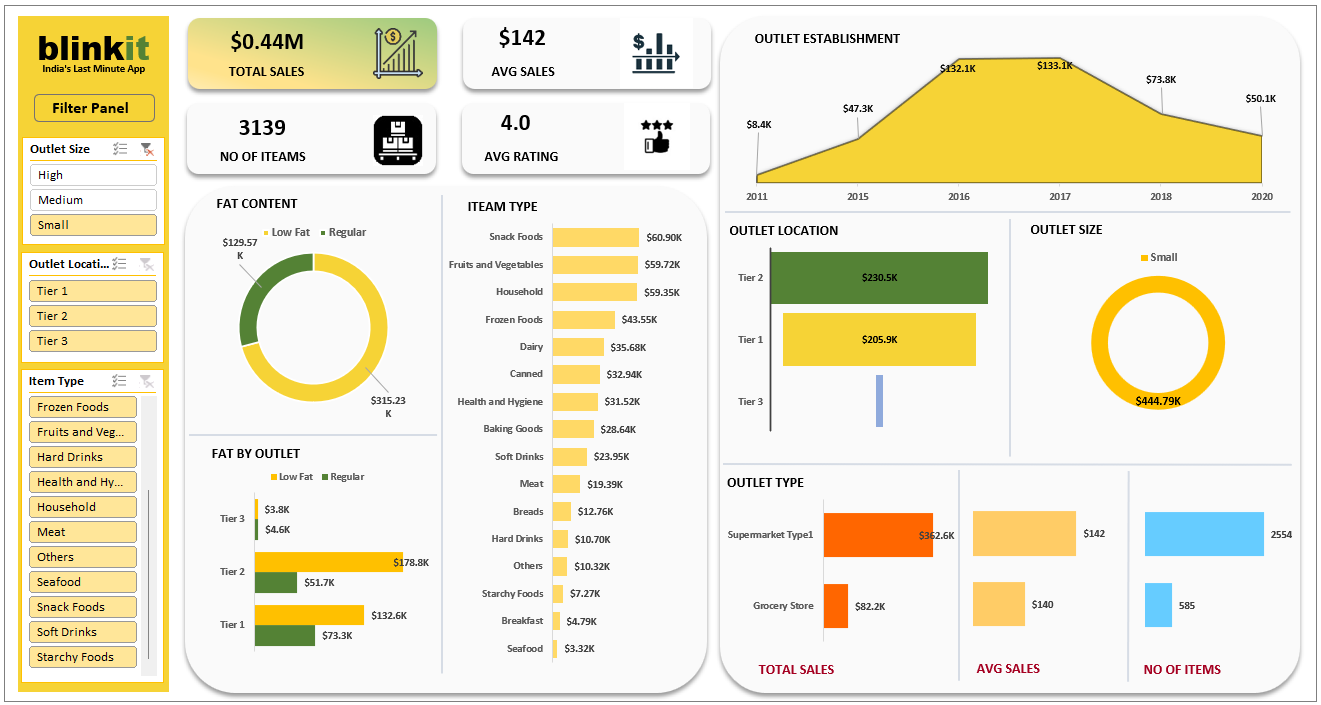 blinkit
India's Last Minute App
Filter Panel
Outlet Size
High
Medium
Small
Outlet Locati...
Tier 1
Tier 2
Tier 3
Item Type
Frozen Foods
Fruits and Veg...
Hard Drinks
Health and Hy...
Household
Meat
Others
Seafood
Snack Foods
Soft Drinks
Starchy Foods
$0.44M
TOTAL SALES
$142
AVG SALES
3139
NO OF ITEAMS
4.0
AVG RATING
FAT CONTENT
Low Fat Regular
$129.57
K
$315.23
K
FAT BY OUTLET
Low Fat Regular
Tier 3
$3.8K
$4.6K
Tier 2
$178.8K
$51.7K
Tier 1
$132.6K
$73.3K
ITEAM TYPE
Snack Foods $60.90K
Fruits and Vegetables $59.72K
Household $59.35K
Frozen Foods $43.55K
Dairy $35.68K
Canned $32.94K
Health and Hygiene $31.52K
Baking Goods $28.64K
Soft Drinks $23.95K
Meat $19.39K
Breads $12.76K
Hard Drinks $10.70K
Others $10.32K
Starchy Foods $7.27K
Breakfast $4.79K
Seafood $3.32K
OUTLET ESTABLISHMENT
$8.4K $47.3K $132.1K $133.1K $73.8K $50.1K
2011 2015 2016 2017 2018 2020
OUTLET LOCATION
Tier 2 $230.5K
Tier 1 $205.9K
Tier 3
OUTLET SIZE
Small
$444.79K
OUTLET TYPE
Supermarket Type1 $362.6K $142 2554
Grocery Store $82.2K $140 585
TOTAL SALES AVG SALES NO OF ITEMS